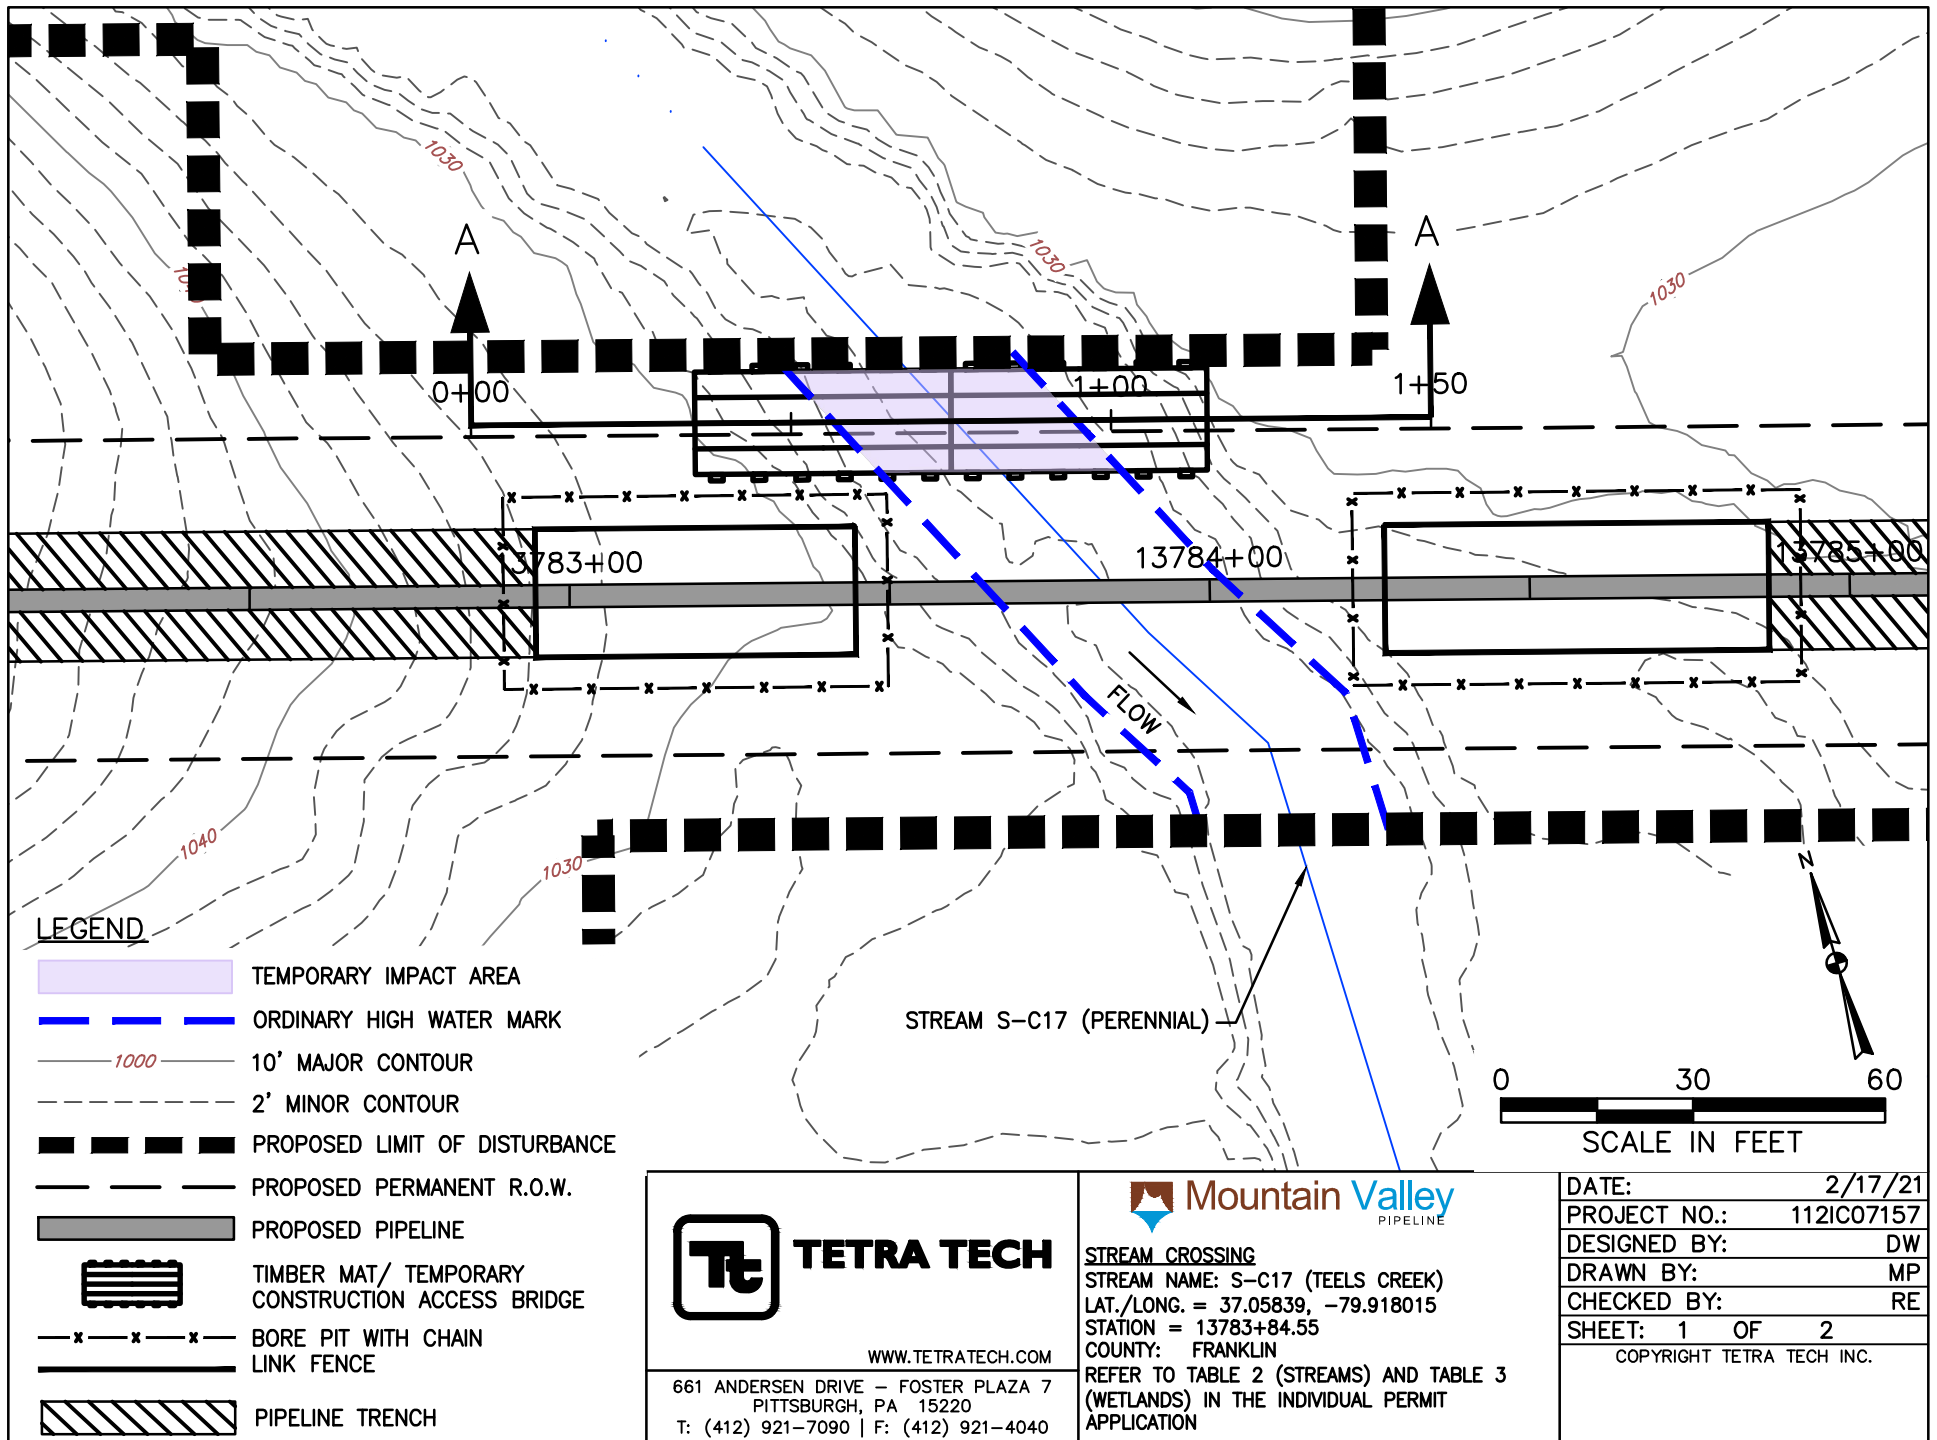 1030
1030
1030
A
A
0+00
1+00
1+50
3783+00
13784+00
13785+00
FLOW
1040
1030
N
LEGEND
TEMPORARY IMPACT AREA
ORDINARY HIGH WATER MARK
1000
10' MAJOR CONTOUR
2' MINOR CONTOUR
PROPOSED LIMIT OF DISTURBANCE
PROPOSED PERMANENT R.O.W.
PROPOSED PIPELINE
TIMBER MAT/ TEMPORARY
CONSTRUCTION ACCESS BRIDGE
BORE PIT WITH CHAIN
LINK FENCE
PIPELINE TRENCH
STREAM S-C17 (PERENNIAL)
0 30 60
SCALE IN FEET
Tt TETRA TECH
WWW.TETRATECH.COM
661 ANDERSEN DRIVE – FOSTER PLAZA 7
PITTSBURGH, PA 15220
T: (412) 921-7090 | F: (412) 921-4040
Mountain Valley
PIPELINE
STREAM CROSSING
STREAM NAME: S-C17 (TEELS CREEK)
LAT./LONG. = 37.05839, -79.918015
STATION = 13783+84.55
COUNTY: FRANKLIN
REFER TO TABLE 2 (STREAMS) AND TABLE 3
(WETLANDS) IN THE INDIVIDUAL PERMIT
APPLICATION
DATE: 2/17/21
PROJECT NO.: 112IC07157
DESIGNED BY: DW
DRAWN BY: MP
CHECKED BY: RE
SHEET: 1 OF 2
COPYRIGHT TETRA TECH INC.